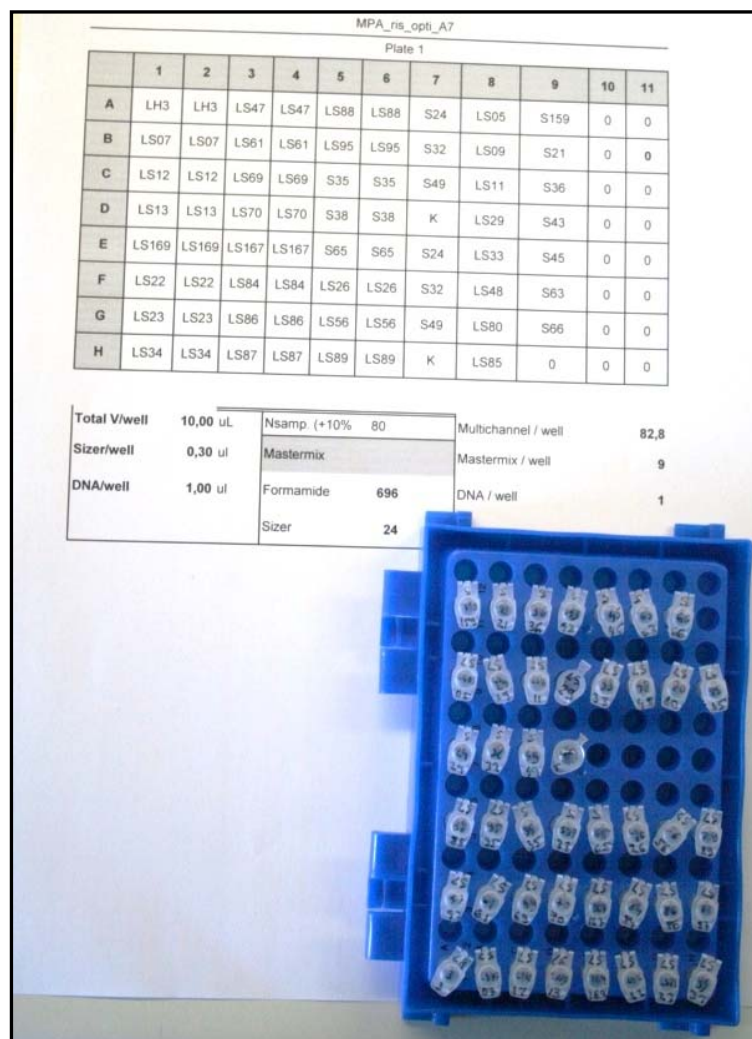 MPA_ris_opti_A7
Plate 1
1 2 3 4 5 6 7 8 9 10 11
A LH3 LH3 LS47 LS47 LS88 LS88 S24 LS05 S159 0 0
B LS07 LS07 LS61 LS61 LS95 LS95 S32 LS09 S21 0 0
C LS12 LS12 LS69 LS69 S35 S35 S49 LS11 S36 0 0
D LS13 LS13 LS70 LS70 S38 S38 K LS29 S43 0 0
E LS169 LS169 LS167 LS167 S65 S65 S24 LS33 S45 0 0
F LS22 LS22 LS84 LS84 LS26 LS26 S32 LS48 S63 0 0
G LS23 LS23 LS86 LS86 LS56 LS56 S49 LS80 S66 0 0
H LS34 LS34 LS87 LS87 LS89 LS89 K LS85 0 0 0
Total V/well 10,00 uL Nsamp. (+10% 80 Multichannel / well 82,8
Sizer/well 0,30 ul Mastermix Mastermix / well 9
DNA/well 1,00 ul Formamide 696 DNA / well 1
Sizer 24